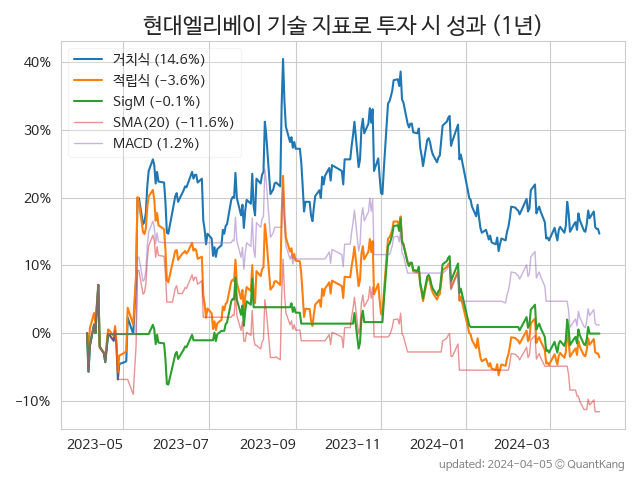 현대엘리베이 기술 지표로 투자 시 성과 (1년)
거치식 (14.6%)
적립식 (−3.6%)
SigM (−0.1%)
SMA(20) (−11.6%)
MACD (1.2%)
40%
30%
20%
10%
0%
−10%
2023-05 2023-07 2023-09 2023-11 2024-01 2024-03
updated: 2024-04-05 © QuantKang